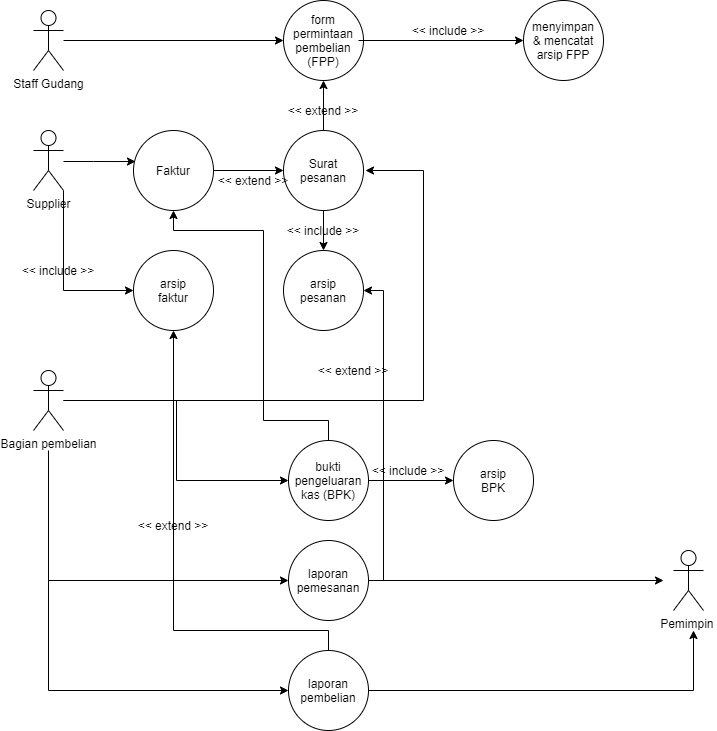 form
permintaan
pembelian
(FPP)
<< include >>
menyimpan
& mencatat
arsip FPP
Staff Gudang
<< extend >>
Faktur
<< extend >>
Surat
pesanan
Supplier
<< include >>
<< include >>
arsip
faktur
arsip
pesanan
<< extend >>
Bagian pembelian
bukti
pengeluaran
kas (BPK)
<< include >>
arsip
BPK
<< extend >>
laporan
pemesanan
Pemimpin
laporan
pembelian